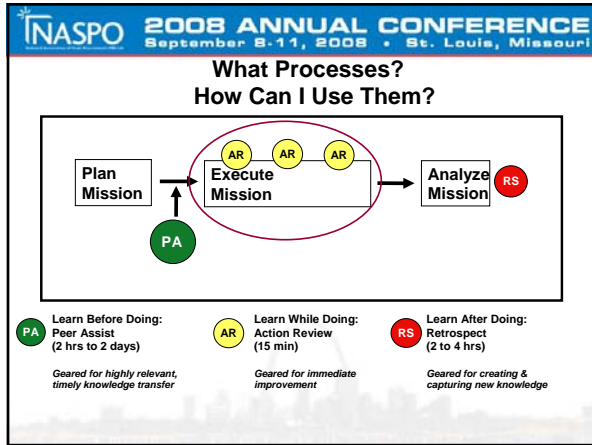 NASPO
2008 ANNUAL CONFERENCE
September 8-11, 2008 • St. Louis, Missouri
What Processes?
How Can I Use Them?
AR AR AR
Plan
Mission
Execute
Mission
Analyze
Mission
RS
PA
PA
Learn Before Doing:
Peer Assist
(2 hrs to 2 days)
Geared for highly relevant,
timely knowledge transfer
AR
Learn While Doing:
Action Review
(15 min)
Geared for immediate
improvement
RS
Learn After Doing:
Retrospect
(2 to 4 hrs)
Geared for creating &
capturing new knowledge